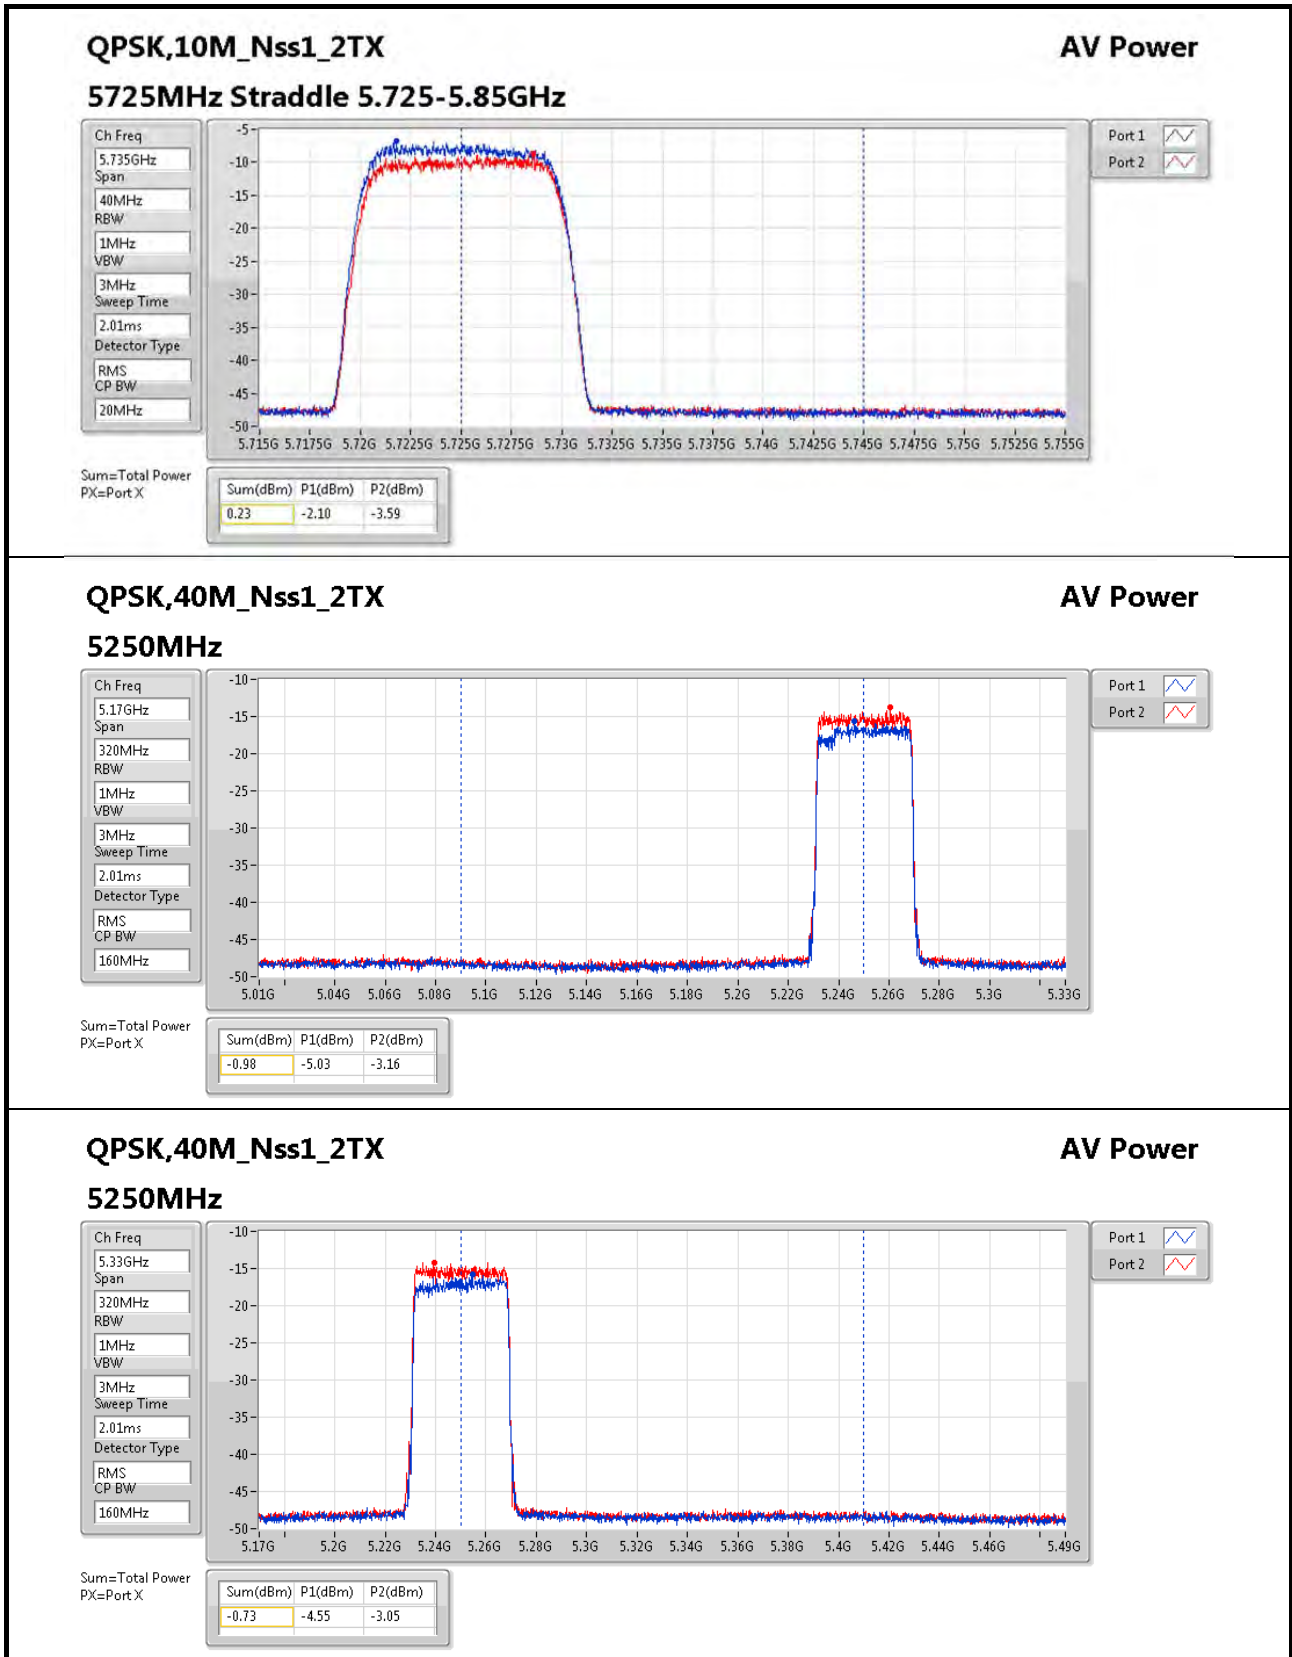 QPSK,10M_Nss1_2TX AV Power
5725MHz Straddle 5.725-5.85GHz
Ch Freq
5.735GHz
Span
40MHz
RBW
1MHz
VBW
3MHz
Sweep Time
2.01ms
Detector Type
RMS
CP BW
20MHz
-5
-10
-15
-20
-25
-30
-35
-40
-45
-50
5.715G 5.7175G 5.72G 5.7225G 5.725G 5.7275G 5.73G 5.7325G 5.735G 5.7375G 5.74G 5.7425G 5.745G 5.7475G 5.75G 5.7525G 5.755G
Port 1
Port 2
Sum=Total Power
PX=Port X
Sum(dBm) P1(dBm) P2(dBm)
0.23 -2.10 -3.59
QPSK,40M_Nss1_2TX AV Power
5250MHz
Ch Freq
5.17GHz
Span
320MHz
RBW
1MHz
VBW
3MHz
Sweep Time
2.01ms
Detector Type
RMS
CP BW
160MHz
-10
-15
-20
-25
-30
-35
-40
-45
-50
5.01G 5.04G 5.06G 5.08G 5.1G 5.12G 5.14G 5.16G 5.18G 5.2G 5.22G 5.24G 5.26G 5.28G 5.3G 5.33G
Port 1
Port 2
Sum=Total Power
PX=Port X
Sum(dBm) P1(dBm) P2(dBm)
-0.98 -5.03 -3.16
QPSK,40M_Nss1_2TX AV Power
5250MHz
Ch Freq
5.33GHz
Span
320MHz
RBW
1MHz
VBW
3MHz
Sweep Time
2.01ms
Detector Type
RMS
CP BW
160MHz
-10
-15
-20
-25
-30
-35
-40
-45
-50
5.17G 5.2G 5.22G 5.24G 5.26G 5.28G 5.3G 5.32G 5.34G 5.36G 5.38G 5.4G 5.42G 5.44G 5.46G 5.49G
Port 1
Port 2
Sum=Total Power
PX=Port X
Sum(dBm) P1(dBm) P2(dBm)
-0.73 -4.55 -3.05